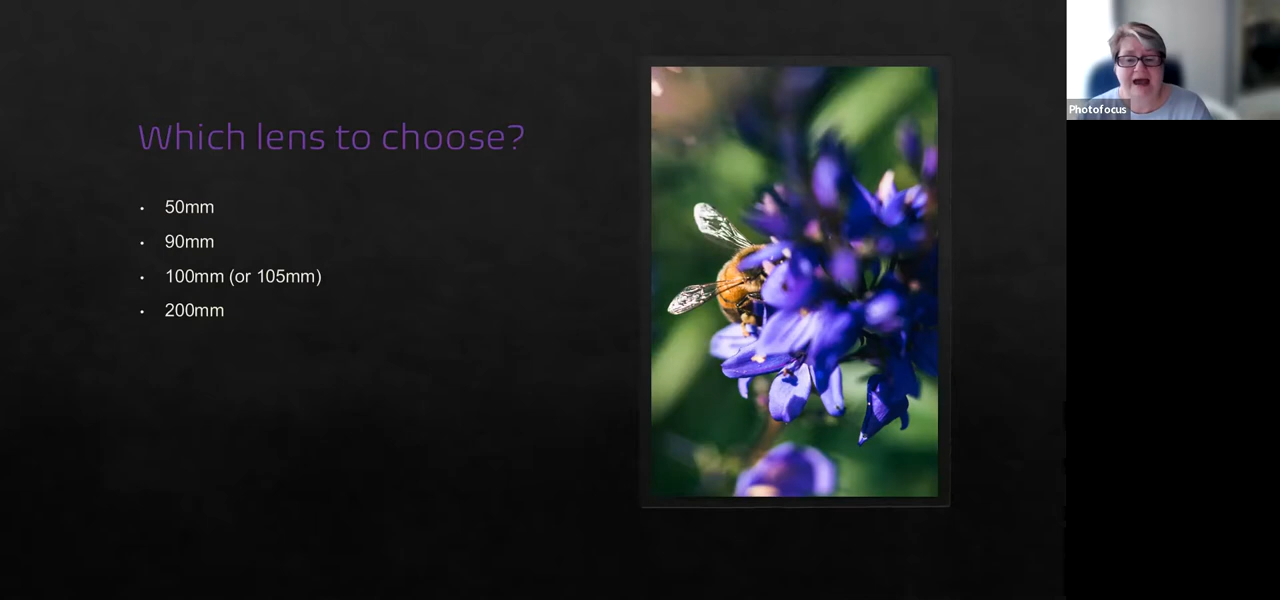 Which lens to choose?
• 50mm
• 90mm
• 100mm (or 105mm)
• 200mm
Photofocus